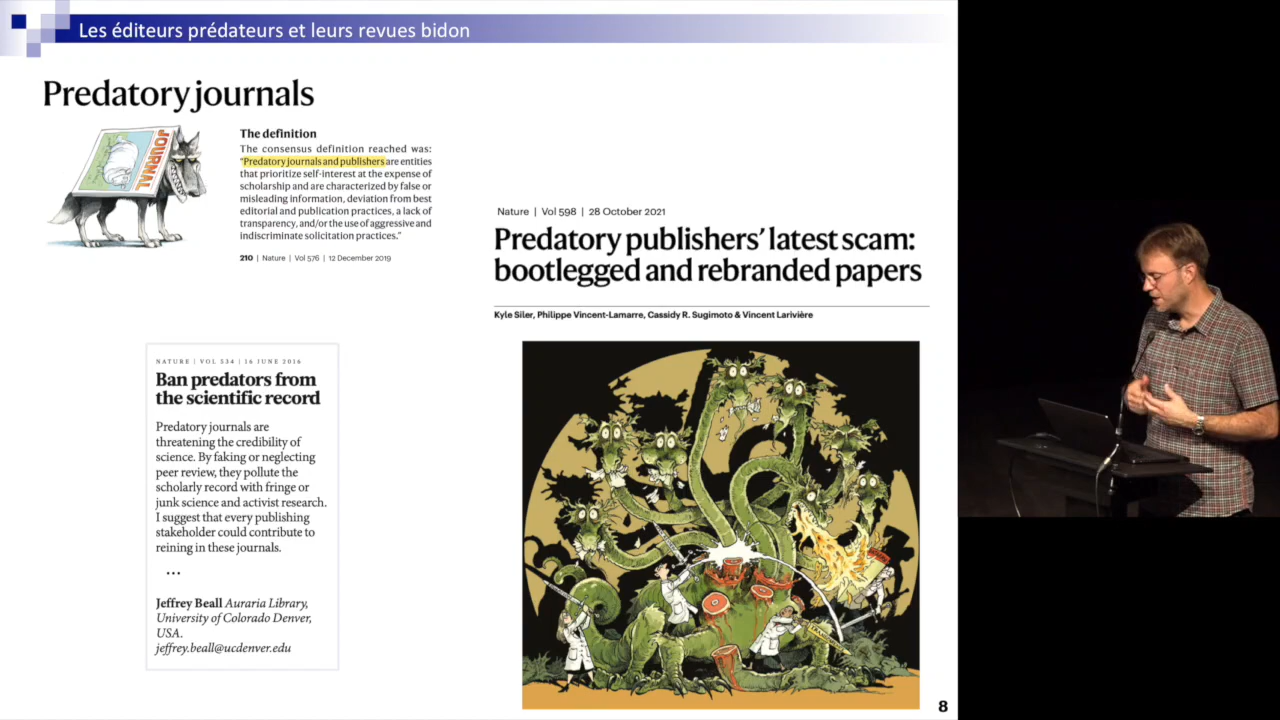 Les éditeurs prédateurs et leurs revues bidon
Predatory journals
JOURNAL
The definition
The consensus definition reached was:
“Predatory journals and publishers are entities
that prioritize self-interest at the expense of
scholarship and are characterized by false or
misleading information, deviation from best
editorial and publication practices, a lack of
transparency, and/or the use of aggressive and
indiscriminate solicitation practices.”
210 | Nature | Vol 576 | 12 December 2019
Nature | Vol 598 | 28 October 2021
Predatory publishers’ latest scam:
bootlegged and rebranded papers
Kyle Siler, Philippe Vincent-Lamarre, Cassidy R. Sugimoto & Vincent Larivière
NATURE | VOL 534 | 16 JUNE 2016
Ban predators from
the scientific record
Predatory journals are
threatening the credibility of
science. By faking or neglecting
peer review, they pollute the
scholarly record with fringe or
junk science and activist research.
I suggest that every publishing
stakeholder could contribute to
reining in these journals.
...
Jeffrey Beall Auraria Library,
University of Colorado Denver,
USA.
jeffrey.beall@ucdenver.edu
8